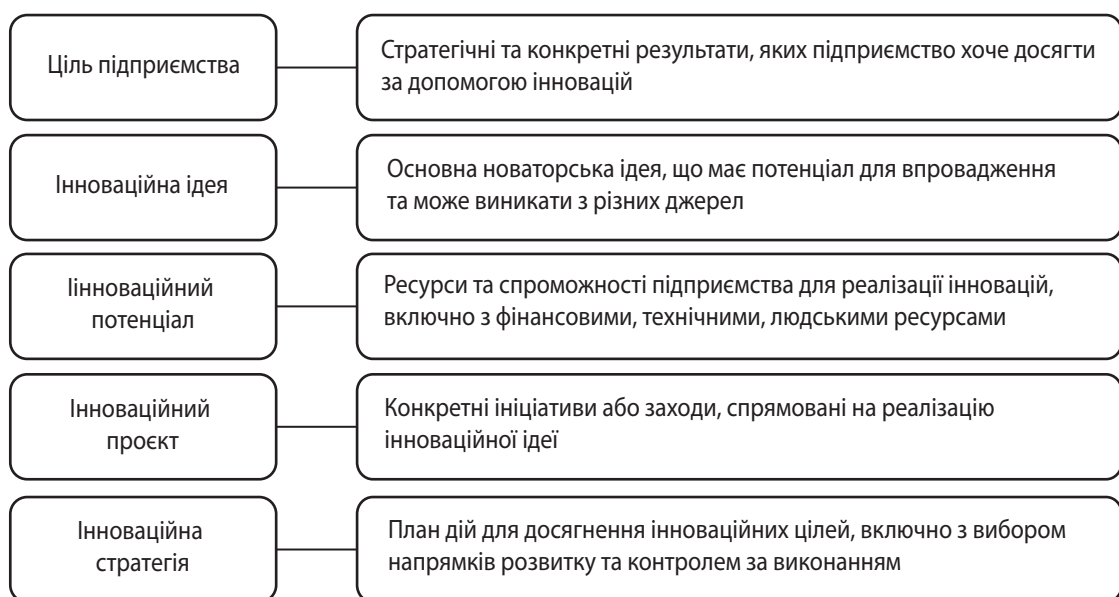 Ціль підприємства
Стратегічні та конкретні результати, яких підприємство хоче досягти
за допомогою інновацій
Інноваційна ідея
Основна новаторська ідея, що має потенціал для впровадження
та може виникати з різних джерел
Іінноваційний
потенціал
Ресурси та спроможності підприємства для реалізації інновацій,
включно з фінансовими, технічними, людськими ресурсами
Інноваційний
проєкт
Конкретні ініціативи або заходи, спрямовані на реалізацію
інноваційної ідеї
Інноваційна
стратегія
План дій для досягнення інноваційних цілей, включно з вибором
напрямків розвитку та контролем за виконанням